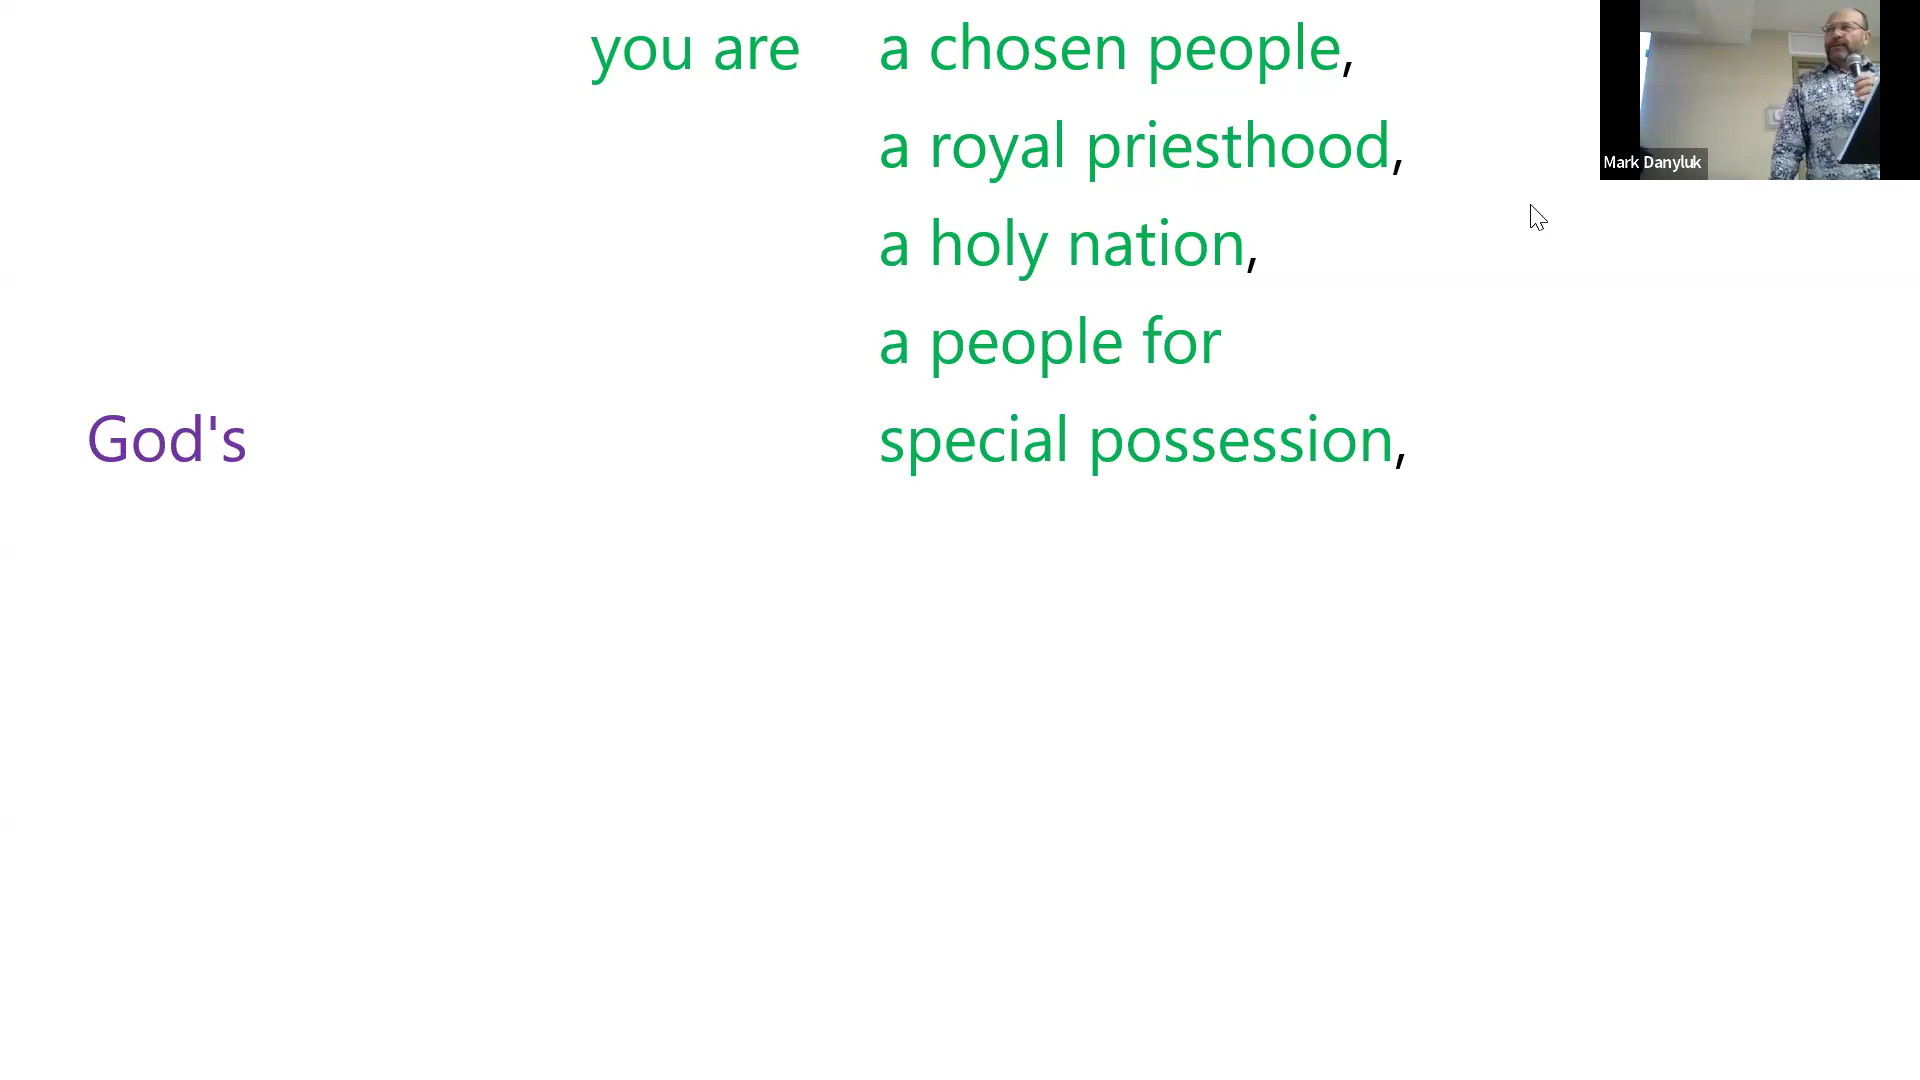 you are a chosen people,
a royal priesthood,
a holy nation,
a people for
God's special possession,
Mark Danyluk